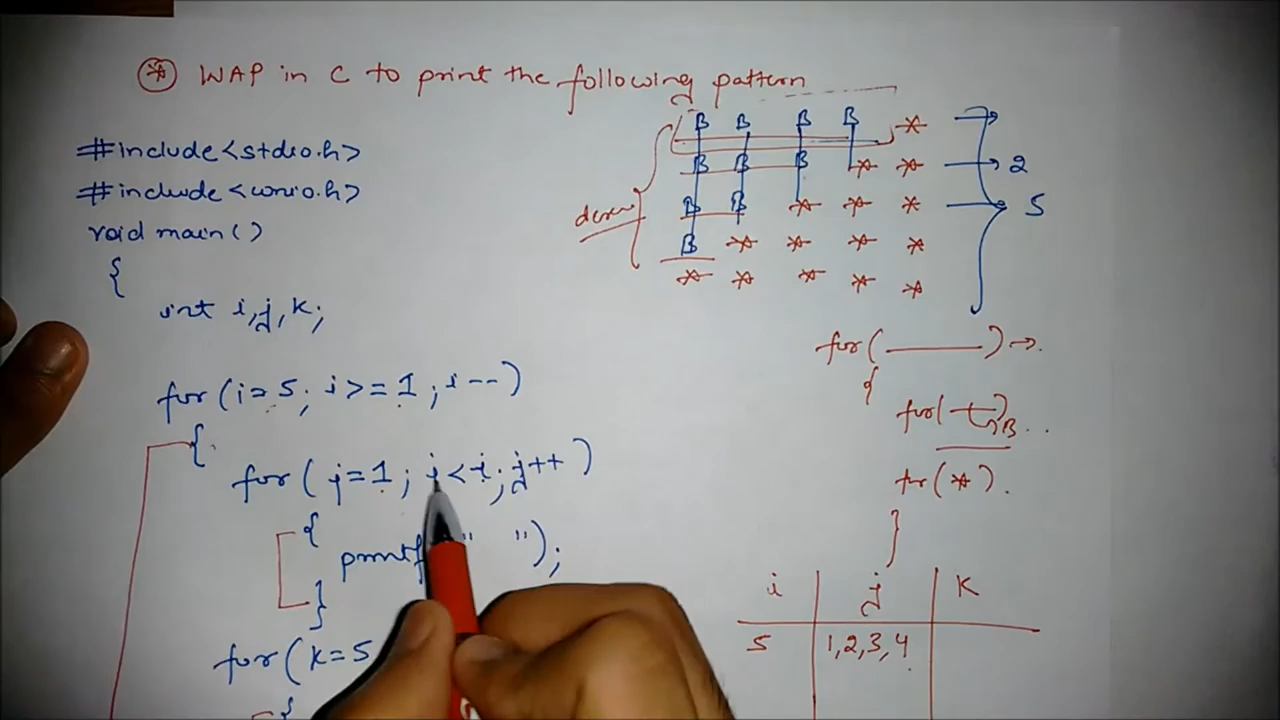 * WAP in C to print the following pattern
#include<stdio.h>
#include<conio.h>
void main()
{
int i,j,k;
for(i=5; i>=1; i--)
{
for( j=1; j<i; j++ )
{
printf " ");
}
for( k=5
{
B B B B *
B B B * * 2
B B * * * 5
B * * * *
* * * * *
for( ) →.
{
for( ) B ..
for(*).
}
i j K
5 1,2,3,4